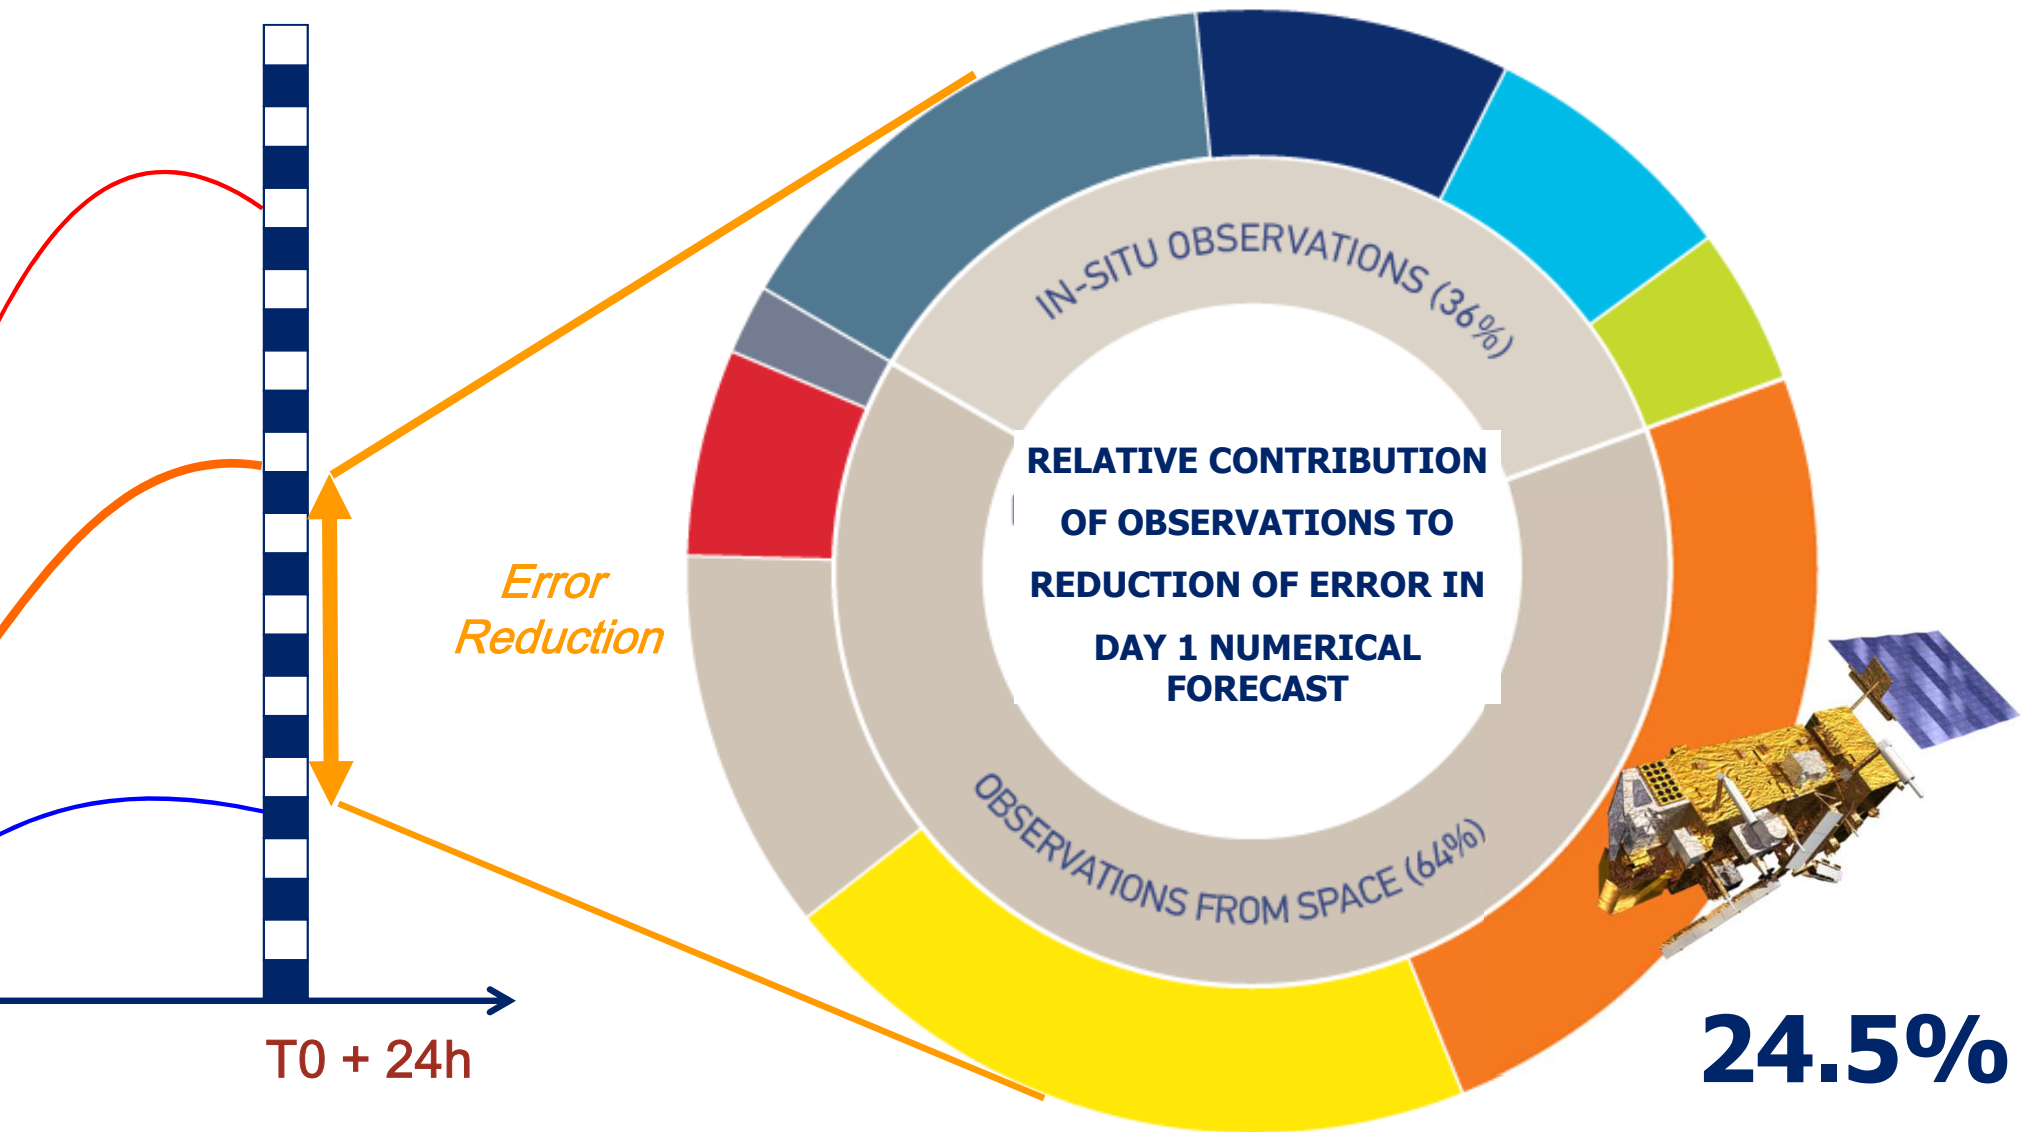 IN-SITU OBSERVATIONS (36%)
RELATIVE CONTRIBUTION
OF OBSERVATIONS TO
REDUCTION OF ERROR IN
DAY 1 NUMERICAL
FORECAST
Error
Reduction
OBSERVATIONS FROM SPACE (64%)
T0 + 24h
24.5%